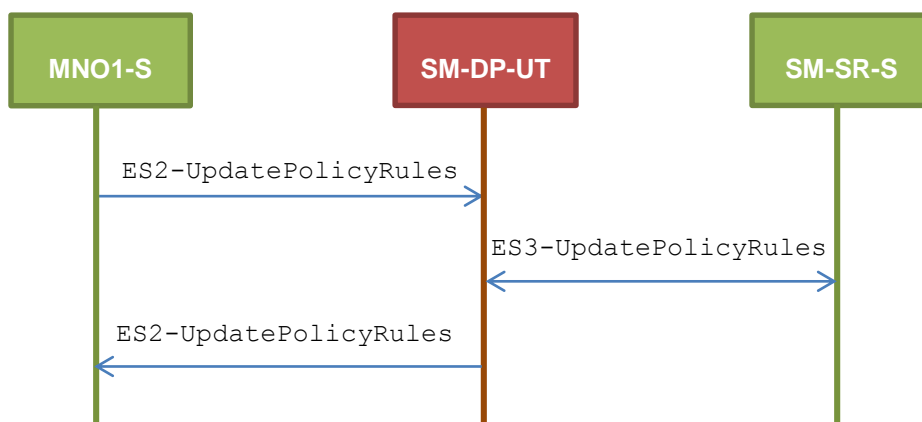 MNO1-S
SM-DP-UT
SM-SR-S
ES2-UpdatePolicyRules
ES3-UpdatePolicyRules
ES2-UpdatePolicyRules